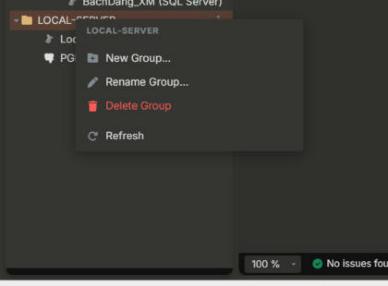 BachDang_XM (SQL Server)
LOCAL-SERVER
LOCAL-SERVER
Loc
New Group...
PG
Rename Group...
Delete Group
Refresh
100 %
No issues fou